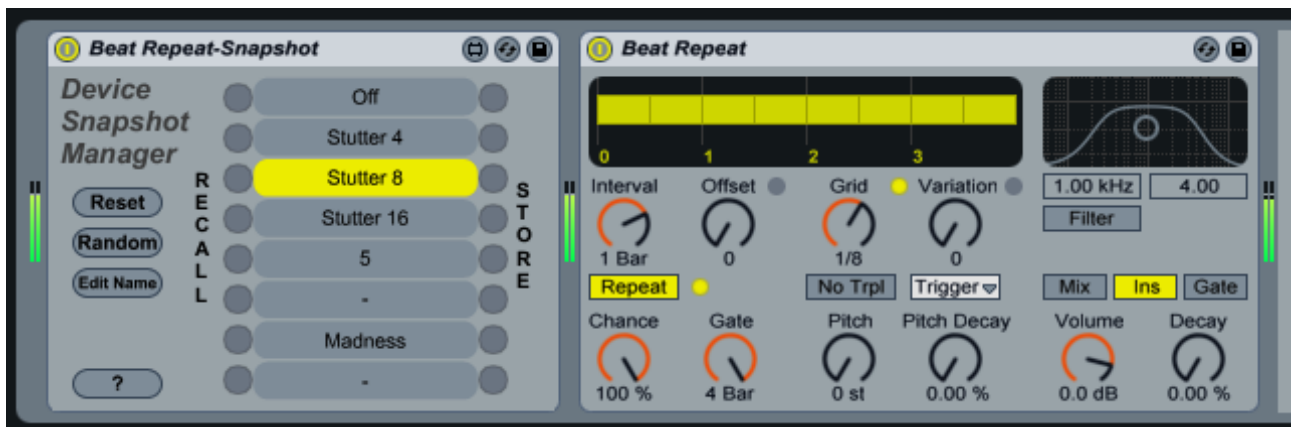 Beat Repeat-Snapshot
Device
Snapshot
Manager
Reset
Random
Edit Name
?
RECALL
Off
Stutter 4
Stutter 8
Stutter 16
5
-
Madness
-
STORE
Beat Repeat
0 1 2 3
Interval Offset Grid Variation
1 Bar 0 1/8 0
1.00 kHz 4.00
Filter
Repeat No Trpl Trigger Mix Ins Gate
Chance Gate Pitch Pitch Decay Volume Decay
100 % 4 Bar 0 st 0.00 % 0.0 dB 0.00 %